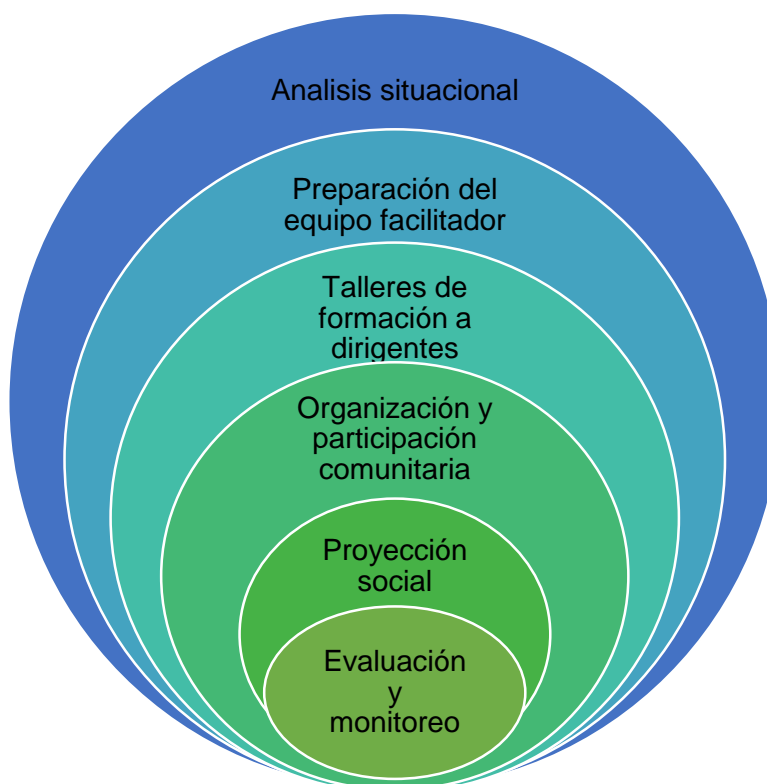 Analisis situacional
Preparación del
equipo facilitador
Talleres de
formación a
dirigentes
Organización y
participación
comunitaria
Proyección
social
Evaluación
y
monitoreo